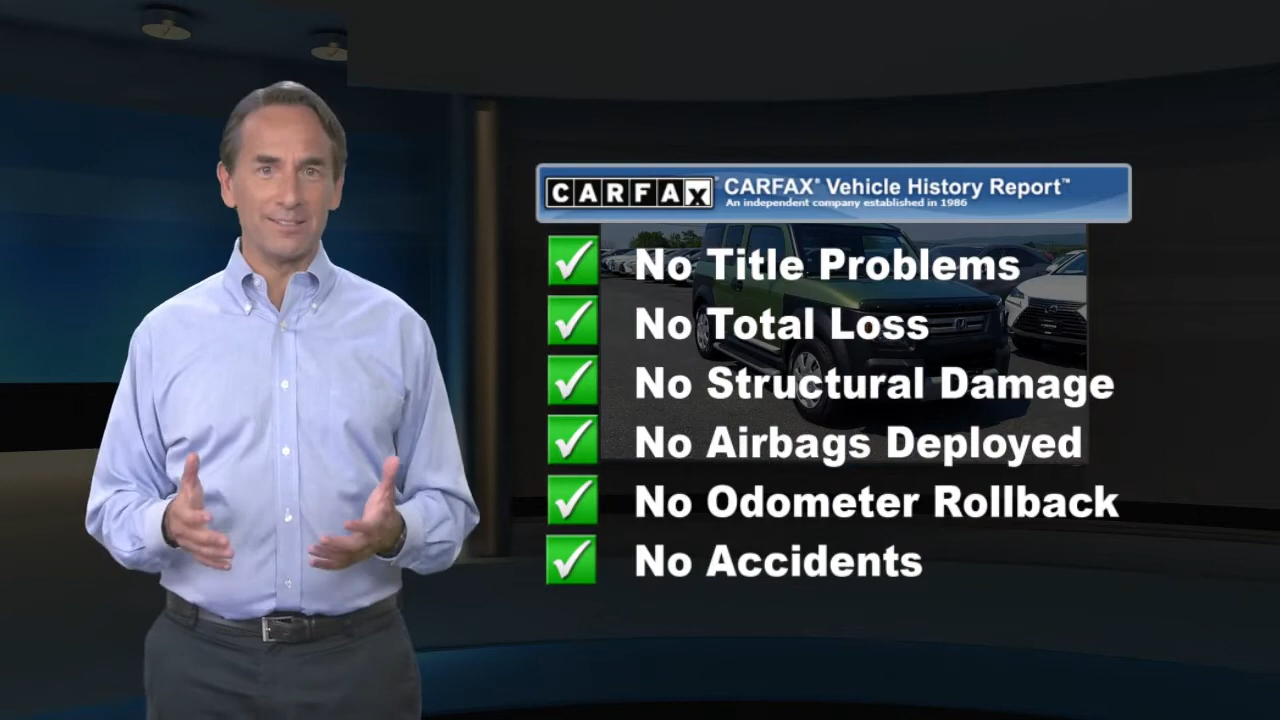 CARFAX CARFAX® Vehicle History Report™
An independent company established in 1986
No Title Problems
No Total Loss
No Structural Damage
No Airbags Deployed
No Odometer Rollback
No Accidents